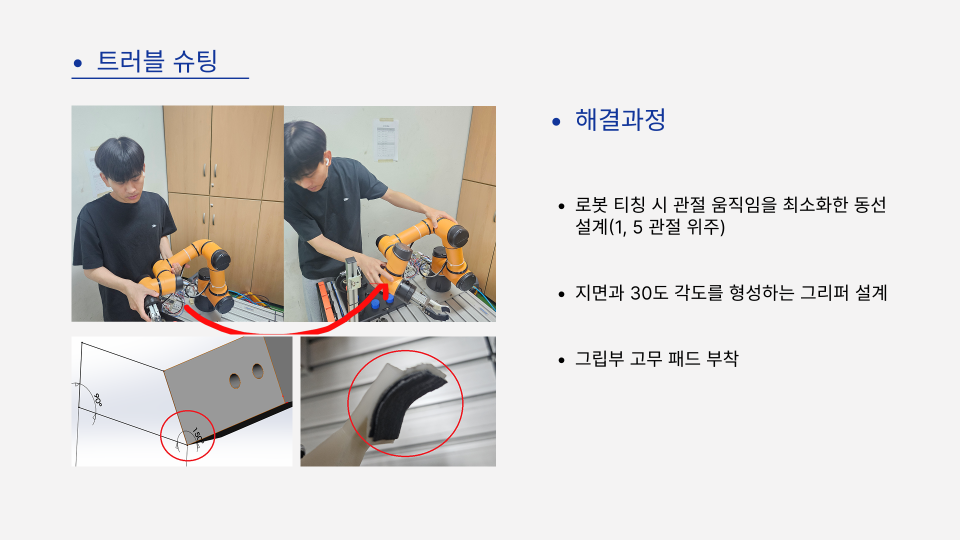 • 트러블 슈팅
• 해결과정
• 로봇 티칭 시 관절 움직임을 최소화한 동선
설계(1, 5 관절 위주)
• 지면과 30도 각도를 형성하는 그리퍼 설계
• 그립부 고무 패드 부착
90°
150°